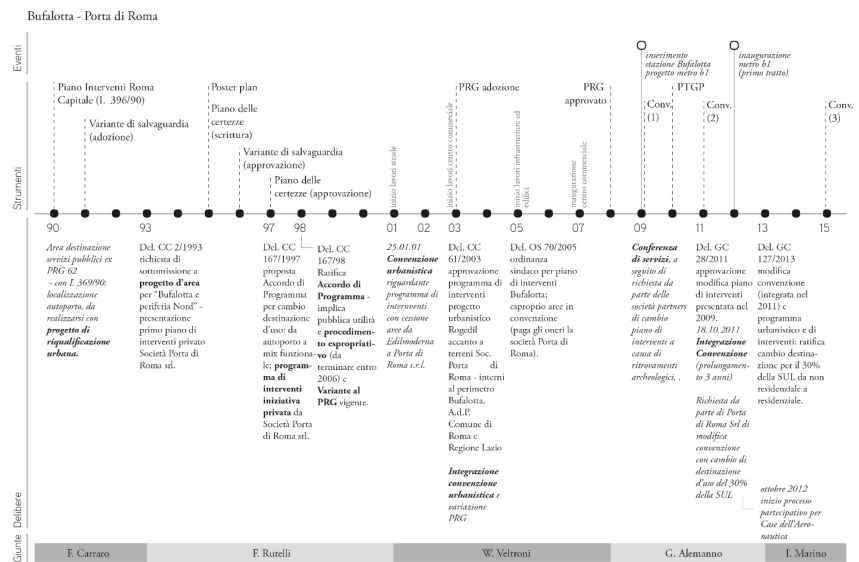 Bufalotta - Porta di Roma
Eventi
inserimento
stazione Bufalotta
progetto metro b1
inaugurazione
metro b1
(primo tratto)
Strumenti
Piano Interventi Roma
Capitale (L. 396/90)
Variante di salvaguardia
(adozione)
Poster plan
Piano delle
certezze
(scrittura)
Variante di salvaguardia
(approvazione)
Piano delle
certezze (approvazione)
inizio lavori strade
inizio lavori centro commerciale
PRG adozione
inizio lavori infrastrutture ed
edifici
inaugurazione
centro commerciale
PRG
approvato
Conv.
(1)
PTGP
Conv.
(2)
Conv.
(3)
90
93
97
98
01
02
03
05
07
09
11
13
15
Delibere
Area destinazione
servizi pubblici ex
PRG 62
- con L 369/90:
localizzazione
autoporto, da
realizzarsi con
progetto di
riqualificazione
urbana.
Del. CC 2/1993
richiesta di
sottomissione a
progetto d'area
per "Bufalotta e
periferia Nord" -
presentazione
primo piano di
interventi privato
Società Porta di
Roma srl.
Del. CC
167/1997
proposta
Accordo di
Programma
per cambio
destinazione
d'uso: da
autoporto a
mix funziona-
le; program-
ma di
interventi
iniziativa
privata da
Società Porta
di Roma srl.
Del. CC
167/98
Ratifica
Accordo di
Programma -
implica
pubblica utilità
e procedimen-
to espropriati-
vo (da
terminare entro
2006) e
Variante al
PRG vigente.
25.01.01
Convenzione
urbanistica
riguardante
programma di
interventi
con cessione
aree da
Edilmoderna
a Porta di
Roma s.r.l.
Del. CC
61/2003
approvazione
programma di
interventi
progetto
urbanistico
Rogedil
accanto a
terreni Soc.
Porta di
Roma - interni
al perimetro
Bufalotta.
A.d.P.
Comune di
Roma e
Regione Lazio
Integrazione
convenzione
urbanistica e
variazione
PRG
Del. OS 70/2005
ordinanza
sindaco per piano
di interventi
Bufalotta;
esproprio aree in
convenzione
(paga gli oneri la
società Porta di
Roma).
Conferenza
di servizi, a
seguito di
richiesta da
parte delle
società partners
di cambio
piano di
interventi a
causa di
ritrovamenti
archeologici, .
Del. GC
28/2011
approvazione
modifica piano
di interventi
presentata nel
2009.
18.10.2011
Integrazione
Convenzione
(prolungamen-
to 3 anni)
Richiesta da
parte di Porta
di Roma Srl di
modifica
convenzione
con cambio di
destinazione
d'uso del 30%
della SUL
Del. GC
127/2013
modifica
convenzione
(integrata nel
2011) e
programma
urbanistico e di
interventi: ratifica
cambio destina-
zione per il 30%
della SUL da non
residenziale a
residenziale.
ottobre 2012
inizio processo
partecipativo per
Case dell'Aero-
nautica
Giunte
F. Carraro
F. Rutelli
W. Veltroni
G. Alemanno
I. Marino